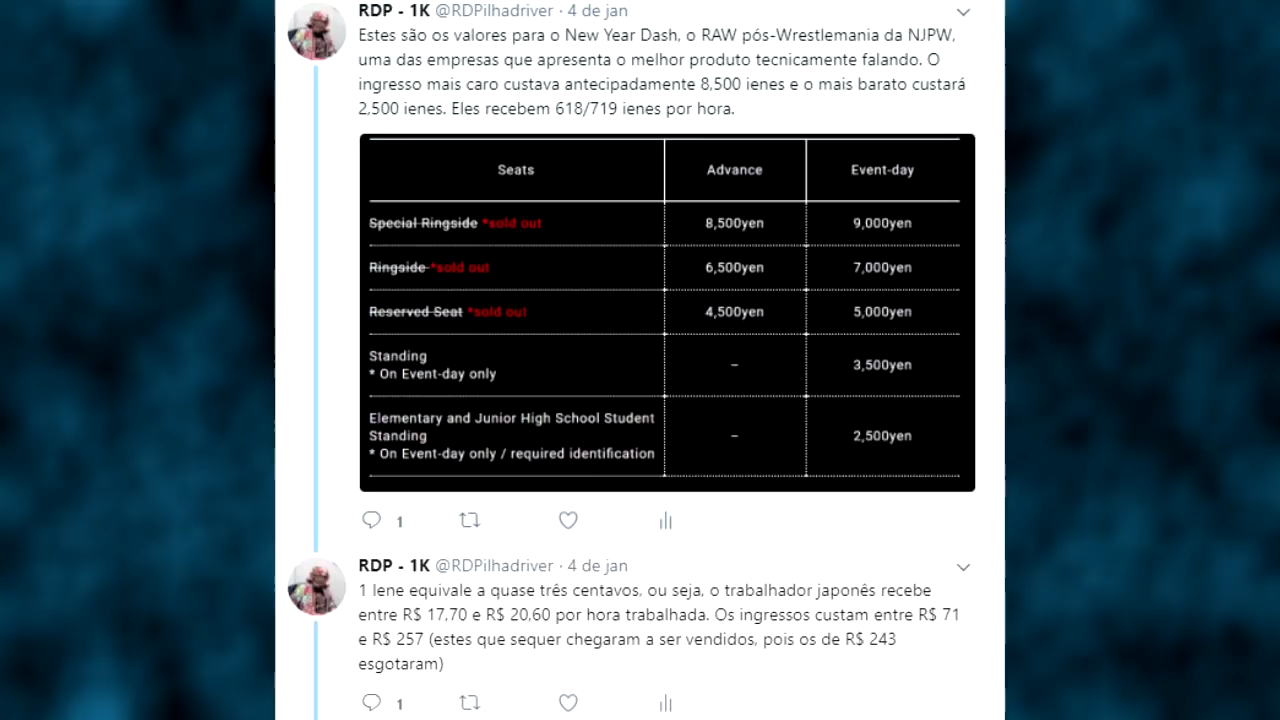 RDP - 1K @RDPilhadriver · 4 de jan
Estes são os valores para o New Year Dash, o RAW pós-Wrestlemania da NJPW,
uma das empresas que apresenta o melhor produto tecnicamente falando. O
ingresso mais caro custava antecipadamente 8,500 ienes e o mais barato custará
2,500 ienes. Eles recebem 618/719 ienes por hora.
Seats Advance Event-day
Special Ringside *sold out 8,500yen 9,000yen
Ringside *sold out 6,500yen 7,000yen
Reserved Seat *sold out 4,500yen 5,000yen
Standing
* On Event-day only – 3,500yen
Elementary and Junior High School Student
Standing – 2,500yen
* On Event-day only / required identification
1
RDP - 1K @RDPilhadriver · 4 de jan
1 Iene equivale a quase três centavos, ou seja, o trabalhador japonês recebe
entre R$ 17,70 e R$ 20,60 por hora trabalhada. Os ingressos custam entre R$ 71
e R$ 257 (estes que sequer chegaram a ser vendidos, pois os de R$ 243
esgotaram)
1